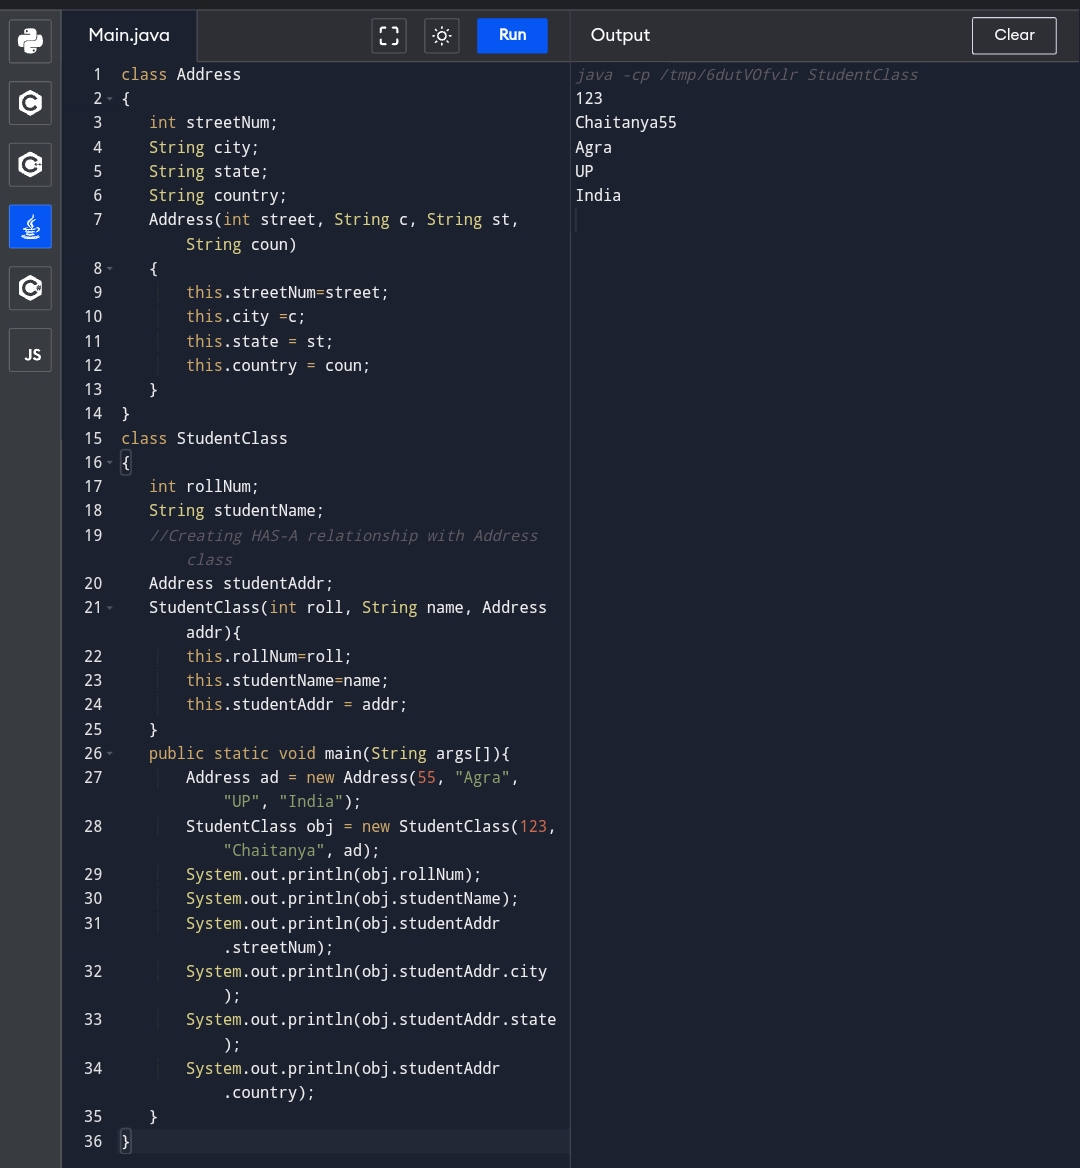 Main.java
Run
Output
Clear
JS
1 class Address
2 {
3 int streetNum;
4 String city;
5 String state;
6 String country;
7 Address(int street, String c, String st,
String coun)
8 {
9 this.streetNum=street;
10 this.city =c;
11 this.state = st;
12 this.country = coun;
13 }
14 }
15 class StudentClass
16 {
17 int rollNum;
18 String studentName;
19 //Creating HAS-A relationship with Address
class
20 Address studentAddr;
21 StudentClass(int roll, String name, Address
addr){
22 this.rollNum=roll;
23 this.studentName=name;
24 this.studentAddr = addr;
25 }
26 public static void main(String args[]){
27 Address ad = new Address(55, "Agra",
"UP", "India");
28 StudentClass obj = new StudentClass(123,
"Chaitanya", ad);
29 System.out.println(obj.rollNum);
30 System.out.println(obj.studentName);
31 System.out.println(obj.studentAddr
.streetNum);
32 System.out.println(obj.studentAddr.city
);
33 System.out.println(obj.studentAddr.state
);
34 System.out.println(obj.studentAddr
.country);
35 }
36 }
java -cp /tmp/6dutVOfvlr StudentClass
123
Chaitanya55
Agra
UP
India